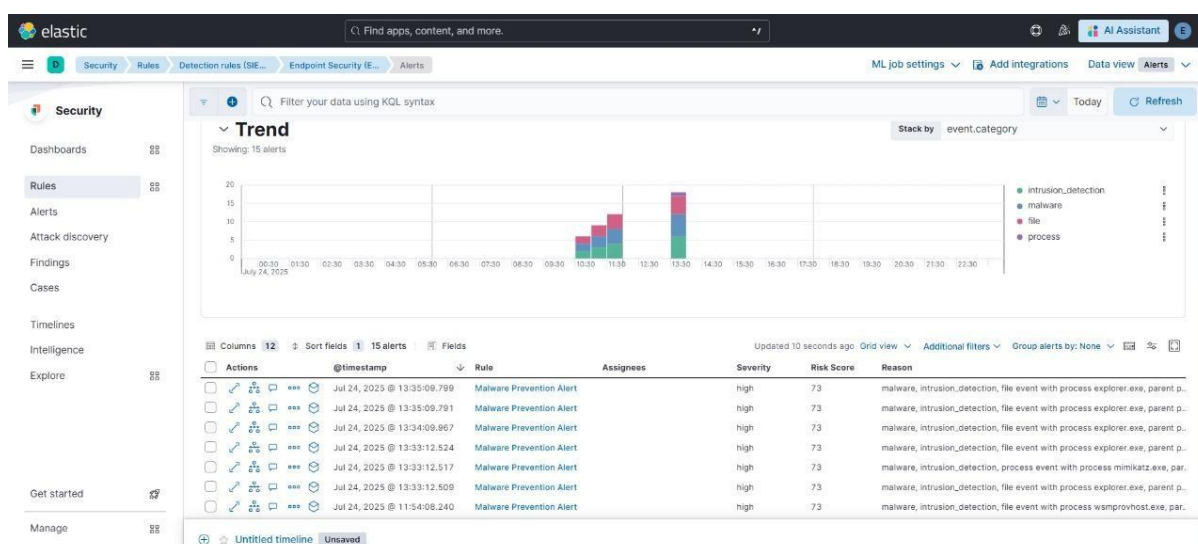 elastic
Find apps, content, and more.
^/
AI Assistant
E
D
Security
Rules
Detection rules (SIE...
Endpoint Security (E...
Alerts
ML job settings
Add integrations
Data view Alerts
Security
Filter your data using KQL syntax
Today
Refresh
Dashboards
Rules
Alerts
Attack discovery
Findings
Cases
Timelines
Intelligence
Explore
Get started
Manage
Trend
Stack by event.category
Showing: 15 alerts
20
15
10
5
0
00:30 01:30 02:30 03:30 04:30 05:30 06:30 07:30 08:30 09:30 10:30 11:30 12:30 13:30 14:30 15:30 16:30 17:30 18:30 19:30 20:30 21:30 22:30
July 24, 2025
intrusion_detection
malware
file
process
Columns 12 Sort fields 1 15 alerts Fields
Updated 10 seconds ago Grid view Additional filters Group alerts by: None
Actions @timestamp Rule Assignees Severity Risk Score Reason
Jul 24, 2025 @ 13:35:09.799 Malware Prevention Alert high 73 malware, intrusion_detection, file event with process explorer.exe, parent p..
Jul 24, 2025 @ 13:35:09.791 Malware Prevention Alert high 73 malware, intrusion_detection, file event with process explorer.exe, parent p..
Jul 24, 2025 @ 13:34:09.967 Malware Prevention Alert high 73 malware, intrusion_detection, file event with process explorer.exe, parent p..
Jul 24, 2025 @ 13:33:12.524 Malware Prevention Alert high 73 malware, intrusion_detection, file event with process explorer.exe, parent p..
Jul 24, 2025 @ 13:33:12.517 Malware Prevention Alert high 73 malware, intrusion_detection, process event with process mimikatz.exe, par..
Jul 24, 2025 @ 13:33:12.509 Malware Prevention Alert high 73 malware, intrusion_detection, file event with process explorer.exe, parent p..
Jul 24, 2025 @ 11:54:08.240 Malware Prevention Alert high 73 malware, intrusion_detection, file event with process wsmprovhost.exe, par..
Untitled timeline Unsaved